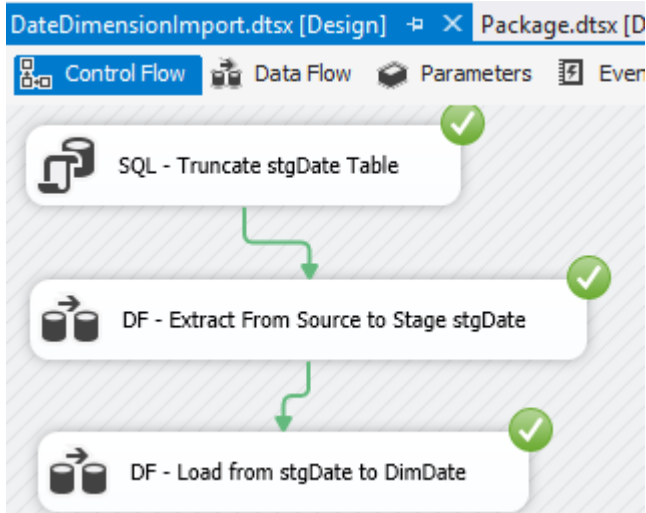 DateDimensionImport.dtsx [Design] Package.dtsx [D
Control Flow Data Flow Parameters Even
SQL - Truncate stgDate Table
DF - Extract From Source to Stage stgDate
DF - Load from stgDate to DimDate